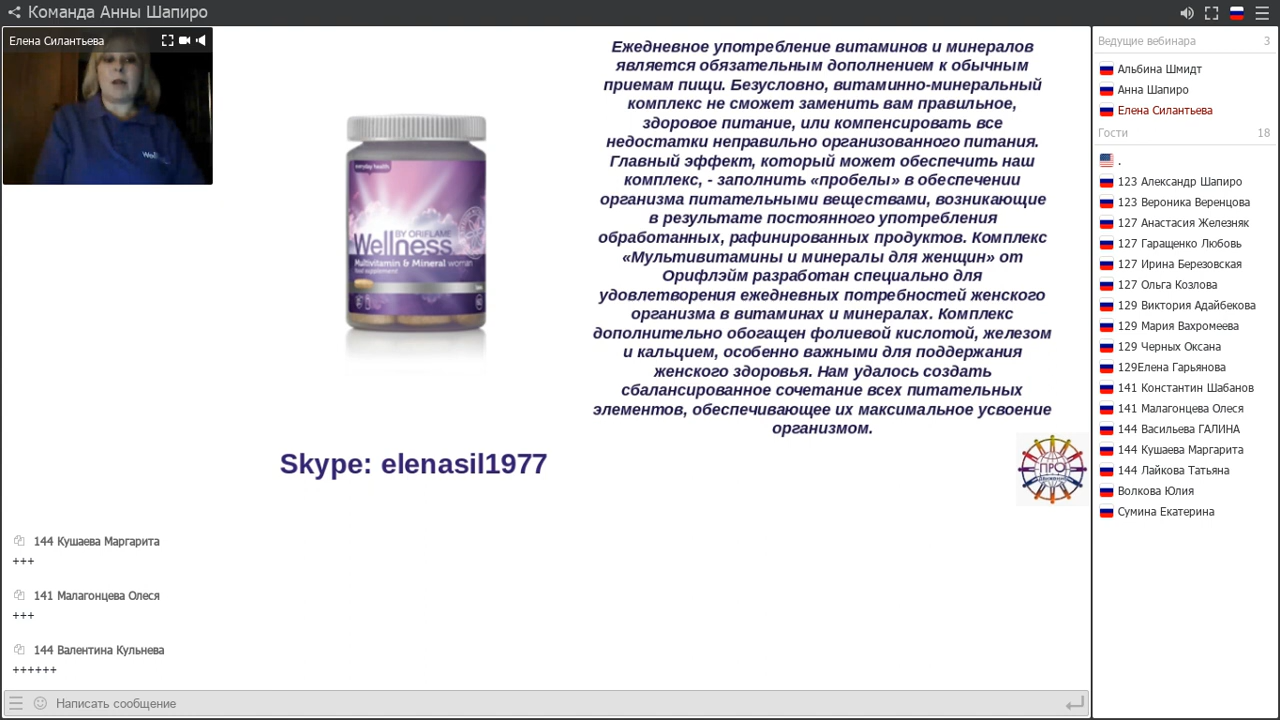 Команда Анны Шапиро
Елена Силантьева
Ежедневное употребление витаминов и минералов
является обязательным дополнением к обычным
приемам пищи. Безусловно, витаминно-минеральный
комплекс не сможет заменить вам правильное,
здоровое питание, или компенсировать все
недостатки неправильно организованного питания.
Главный эффект, который может обеспечить наш
комплекс, - заполнить «пробелы» в обеспечении
организма питательными веществами, возникающие
в результате постоянного употребления
обработанных, рафинированных продуктов. Комплекс
«Мультивитамины и минералы для женщин» от
Орифлэйм разработан специально для
удовлетворения ежедневных потребностей женского
организма в витаминах и минералах. Комплекс
дополнительно обогащен фолиевой кислотой, железом
и кальцием, особенно важными для поддержания
женского здоровья. Нам удалось создать
сбалансированное сочетание всех питательных
элементов, обеспечивающее их максимальное усвоение
организмом.
everyday health
BY ORIFLAME
Wellness
Multivitamin & Mineral woman
Food supplement
Skype: elenasil1977
ПРО
144 Кушаева Маргарита
+++
141 Малагонцева Олеся
+++
144 Валентина Кульнева
++++++
Написать сообщение
Ведущие вебинара 3
Альбина Шмидт
Анна Шапиро
Елена Силантьева
Гости 18
.
123 Александр Шапиро
123 Вероника Веренцова
127 Анастасия Железняк
127 Гаращенко Любовь
127 Ирина Березовская
127 Ольга Козлова
129 Виктория Адайбекова
129 Мария Вахромеева
129 Черных Оксана
129Елена Гарьянова
141 Константин Шабанов
141 Малагонцева Олеся
144 Васильева ГАЛИНА
144 Кушаева Маргарита
144 Лайкова Татьяна
Волкова Юлия
Сумина Екатерина